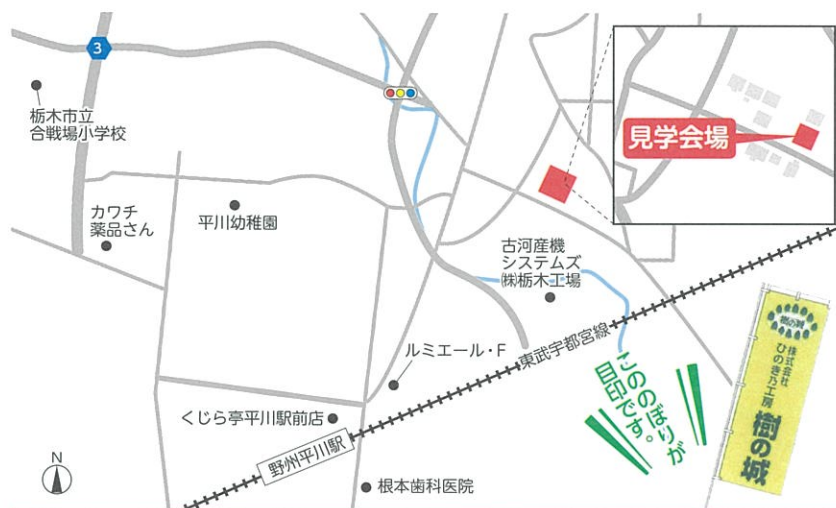 3
栃木市立
合戦場小学校
カワチ
薬品さん
平川幼稚園
見学会場
古河産機
システムズ
㈱栃木工場
東武宇都宮線
ルミエール・F
くじら亭平川駅前店
野州平川駅
根本歯科医院
N
こののぼりが
目印です。
樹の城
株式会社
ひのき乃工房
樹の城